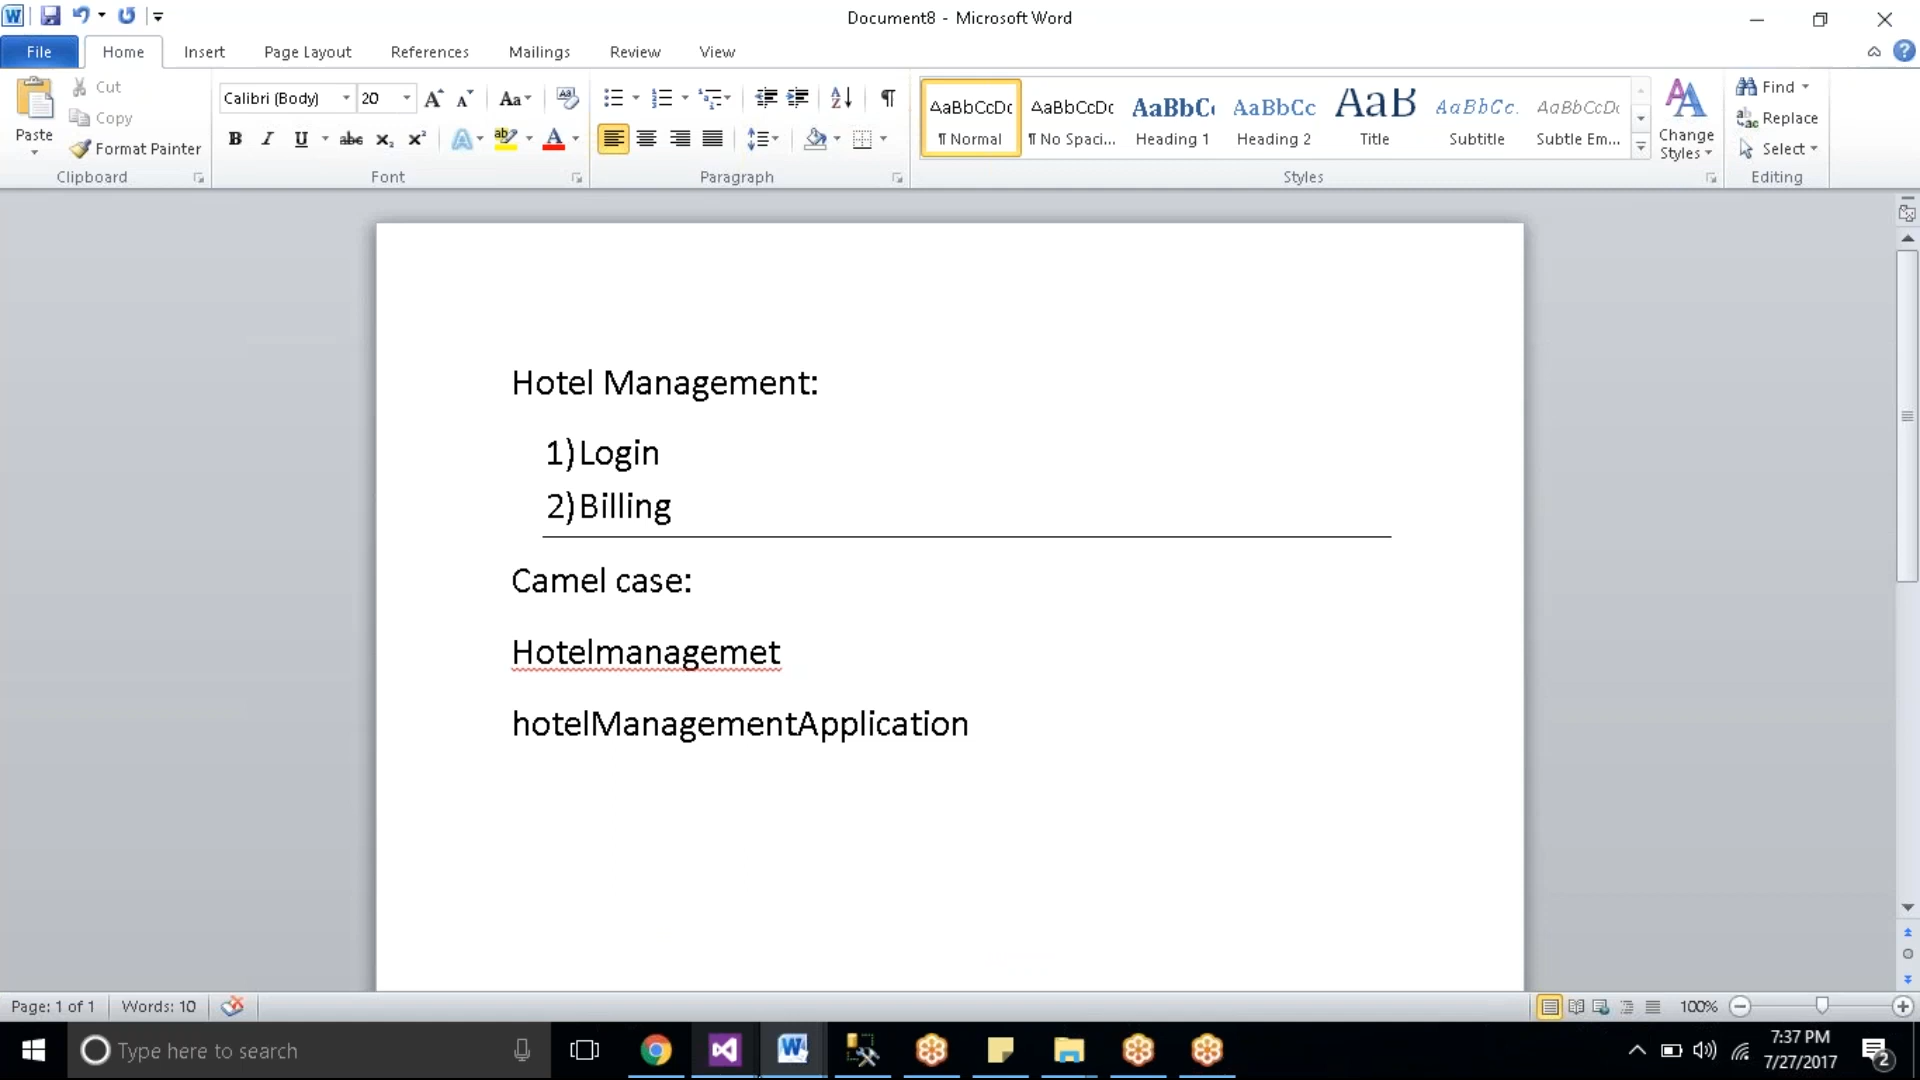 Document8 - Microsoft Word
File Home Insert Page Layout References Mailings Review View
Paste
Cut
Copy
Format Painter
Clipboard
Calibri (Body) 20
Font
Paragraph
AaBbCcDc AaBbCcDc AaBbC AaBbCc AaB AaBbCc. AaBbCcDc
¶ Normal ¶ No Spaci... Heading 1 Heading 2 Title Subtitle Subtle Em...
Styles
Change Styles
Find
Replace
Select
Editing
Hotel Management:
1)Login
2)Billing
Camel case:
Hotelmanagemet
hotelManagementApplication
Page: 1 of 1 Words: 10 100%
Type here to search
7:37 PM
7/27/2017
2